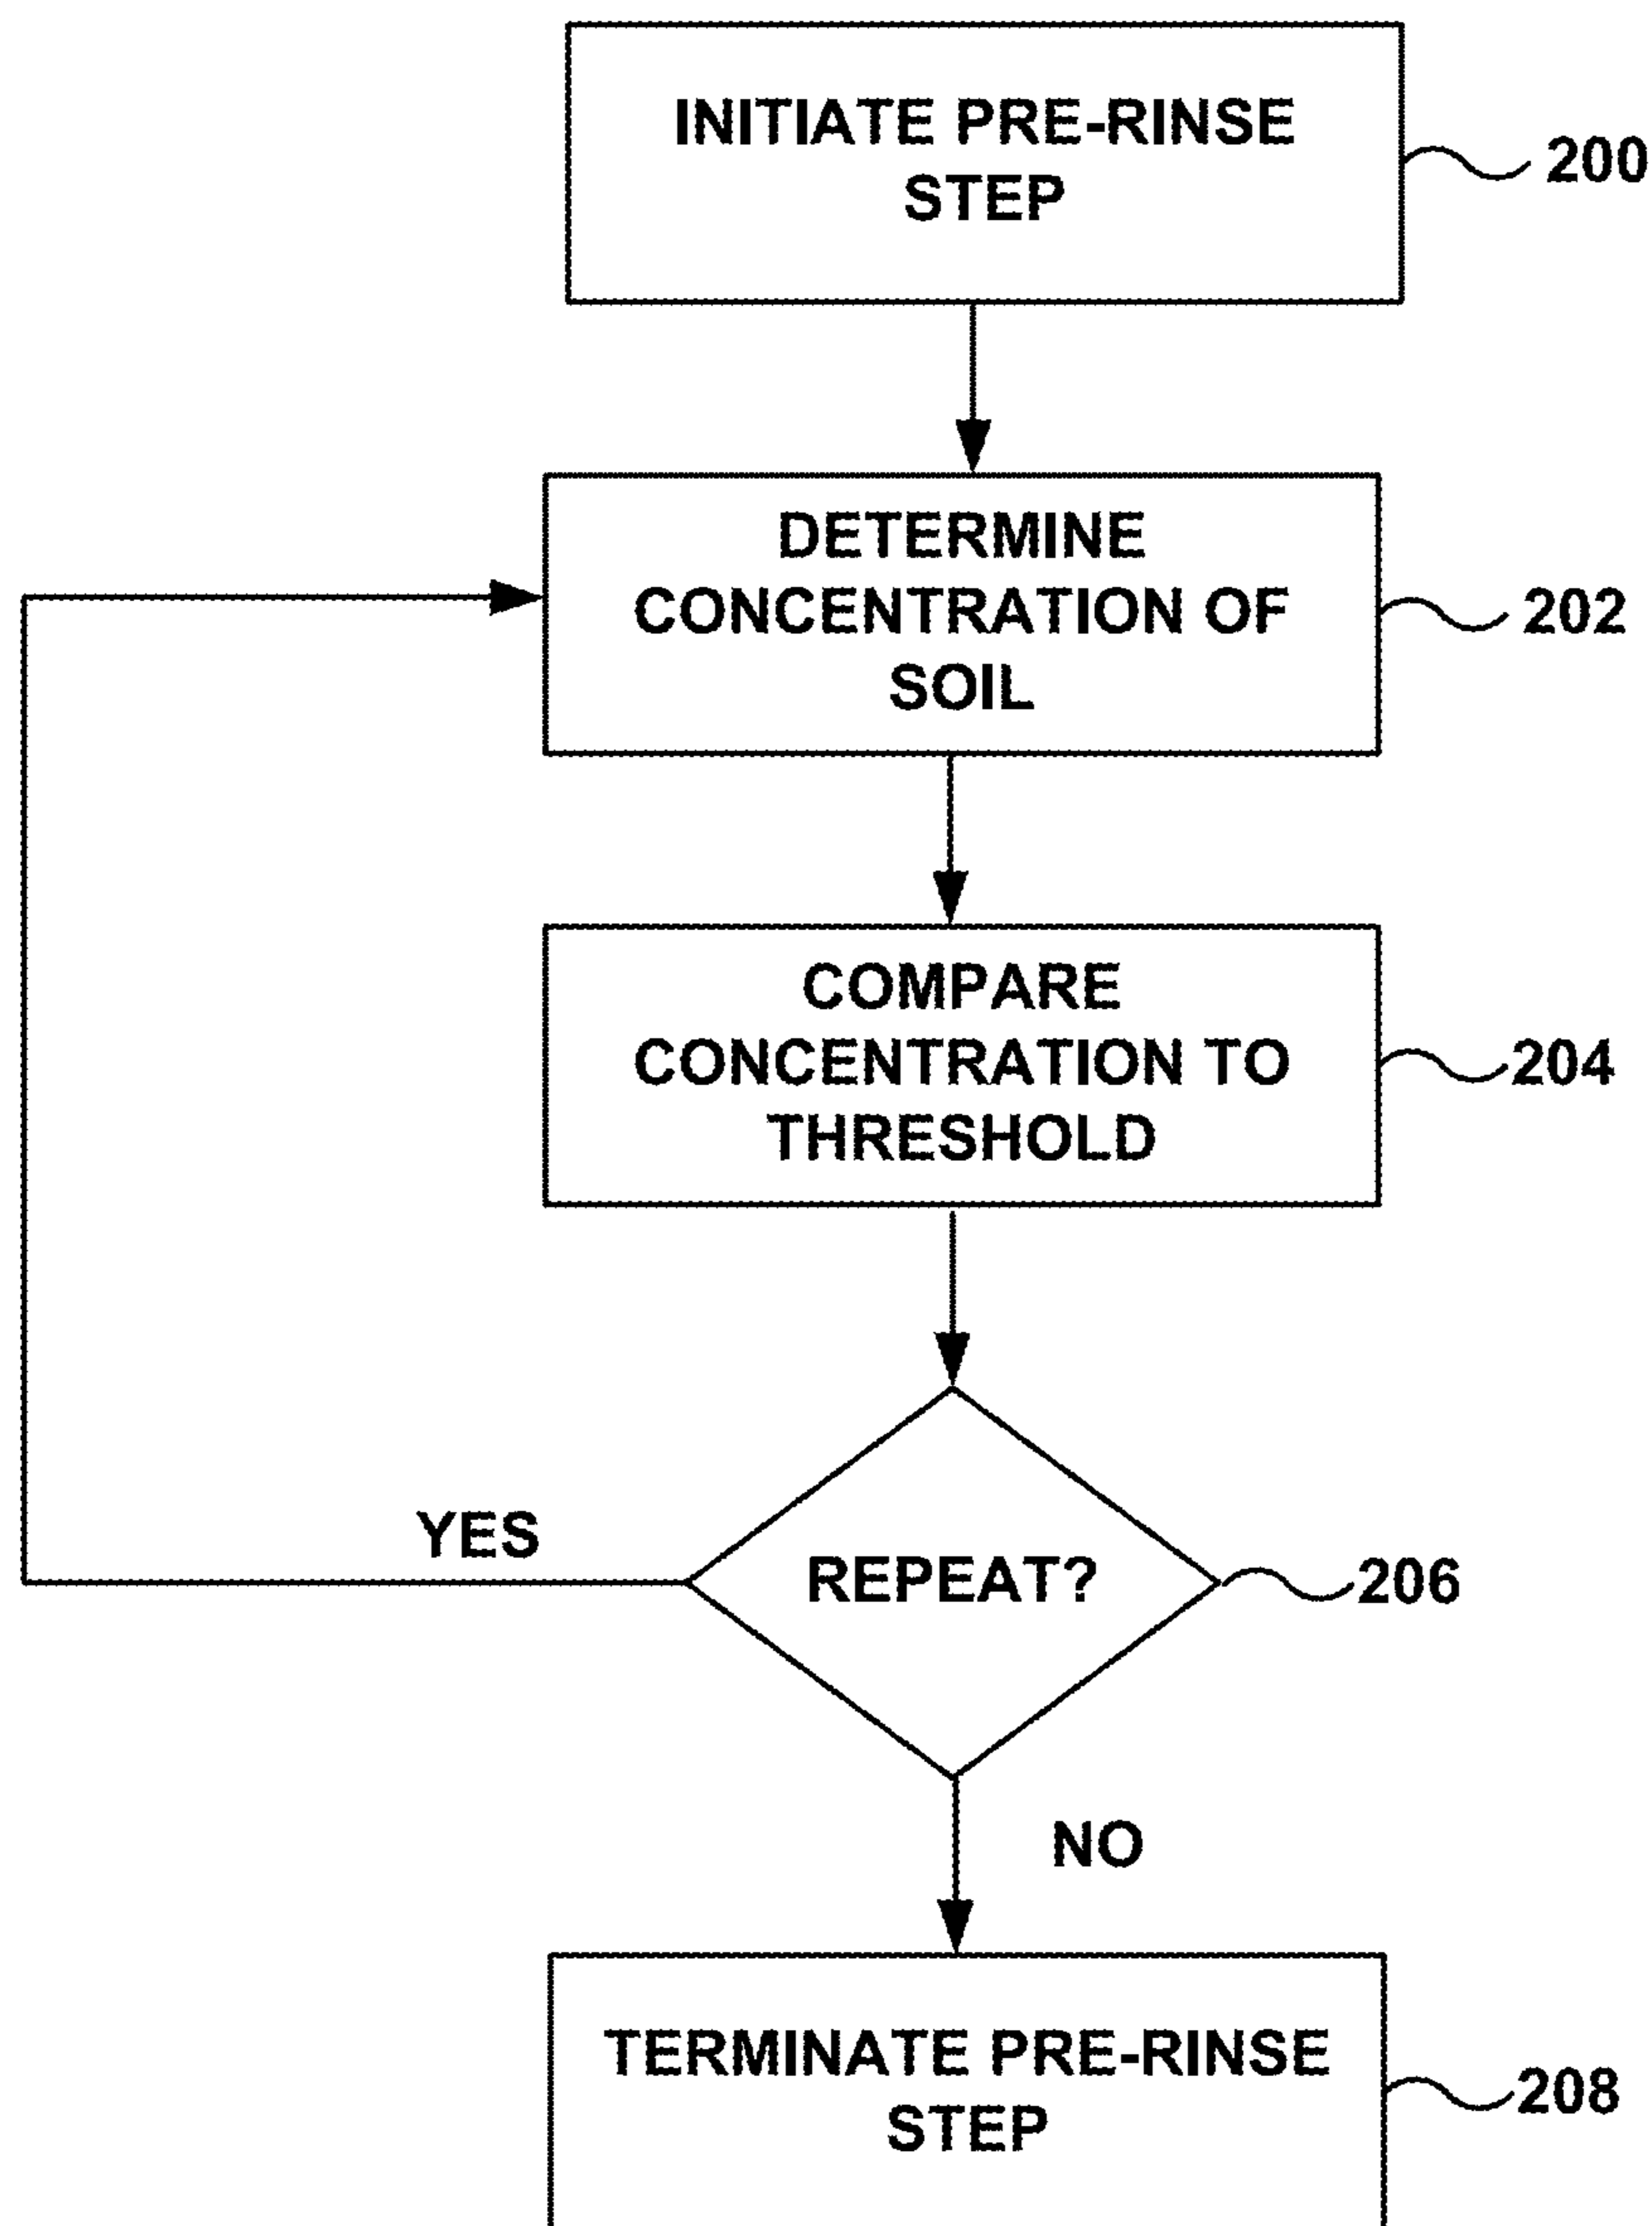 INITIATE PRE-RINSE
STEP
200
DETERMINE
CONCENTRATION OF
SOIL
202
COMPARE
CONCENTRATION TO
THRESHOLD
204
YES
REPEAT?
206
NO
TERMINATE PRE-RINSE
STEP
208